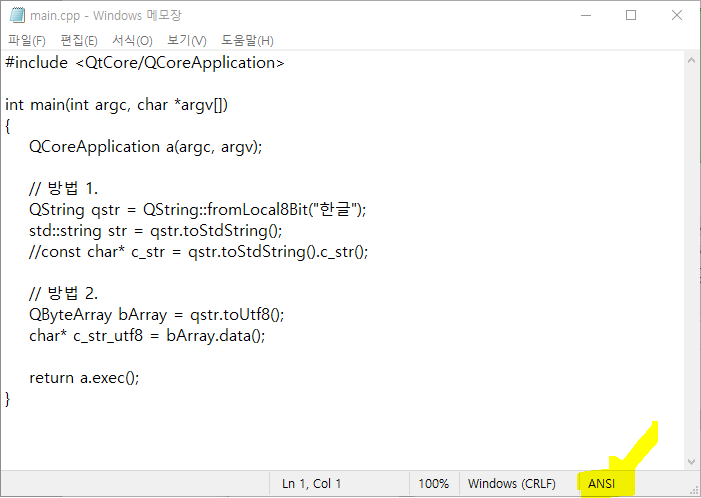 main.cpp - Windows 메모장
파일(F) 편집(E) 서식(O) 보기(V) 도움말(H)
#include <QtCore/QCoreApplication>
int main(int argc, char *argv[])
{
QCoreApplication a(argc, argv);
// 방법 1.
QString qstr = QString::fromLocal8Bit("한글");
std::string str = qstr.toStdString();
//const char* c_str = qstr.toStdString().c_str();
// 방법 2.
QByteArray bArray = qstr.toUtf8();
char* c_str_utf8 = bArray.data();
return a.exec();
}
Ln 1, Col 1 100% Windows (CRLF) ANSI